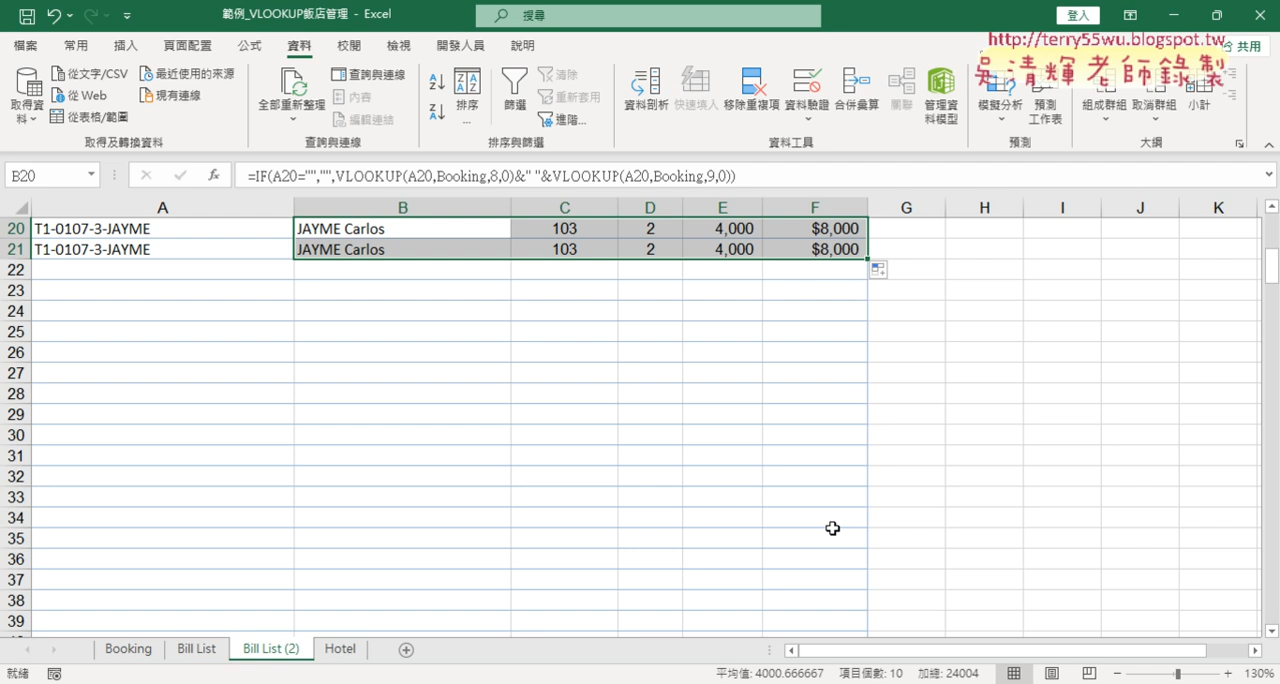 範例_VLOOKUP飯店管理 - Excel
搜尋
登入
http://terry55wu.blogspot.tw
吳清輝老師錄製
檔案 常用 插入 頁面配置 公式 資料 校閱 檢視 開發人員 說明
共用
取得資料
從文字/CSV
從 Web
從表格/範圍
最近使用的來源
現有連線
取得及轉換資料
全部重新整理
查詢與連線
內容
編輯連結
查詢與連線
排序...
篩選
清除
重新套用
進階...
排序與篩選
資料剖析
快速填入
移除重複項
資料驗證
合併彙算
關聯
管理資料模型
資料工具
模擬分析
預測工作表
預測
組成群組
取消群組
小計
大綱
B20
fx
=IF(A20="","",VLOOKUP(A20,Booking,8,0)&" "&VLOOKUP(A20,Booking,9,0))
A B C D E F G H I J K
20 T1-0107-3-JAYME JAYME Carlos 103 2 4,000 $8,000
21 T1-0107-3-JAYME JAYME Carlos 103 2 4,000 $8,000
22
23
24
25
26
27
28
29
30
31
32
33
34
35
36
37
38
39
Booking Bill List Bill List (2) Hotel
就緒
平均值: 4000.666667 項目個數: 10 加總: 24004
130%